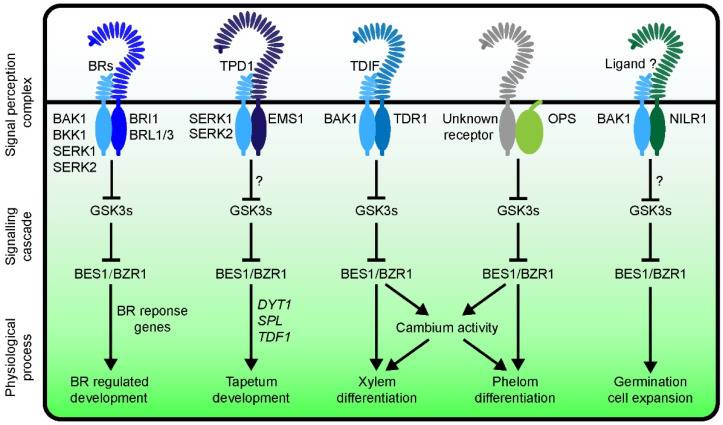 Signal perception
complex
BRs
TPD1
TDIF
Ligand ?
BAK1
BKK1
SERK1
SERK2
BRI1
BRL1/3
SERK1
SERK2
EMS1
BAK1
TDR1
Unknown
receptor
OPS
BAK1
NILR1
Signalling
cascade
?
?
GSK3s
GSK3s
GSK3s
GSK3s
GSK3s
BES1/BZR1
BES1/BZR1
BES1/BZR1
BES1/BZR1
BES1/BZR1
Physiological
process
BR reponse
genes
DYT1
SPL
TDF1
Cambium activity
BR regulated
development
Tapetum
development
Xylem
differentiation
Phelom
differentiation
Germination
cell expansion